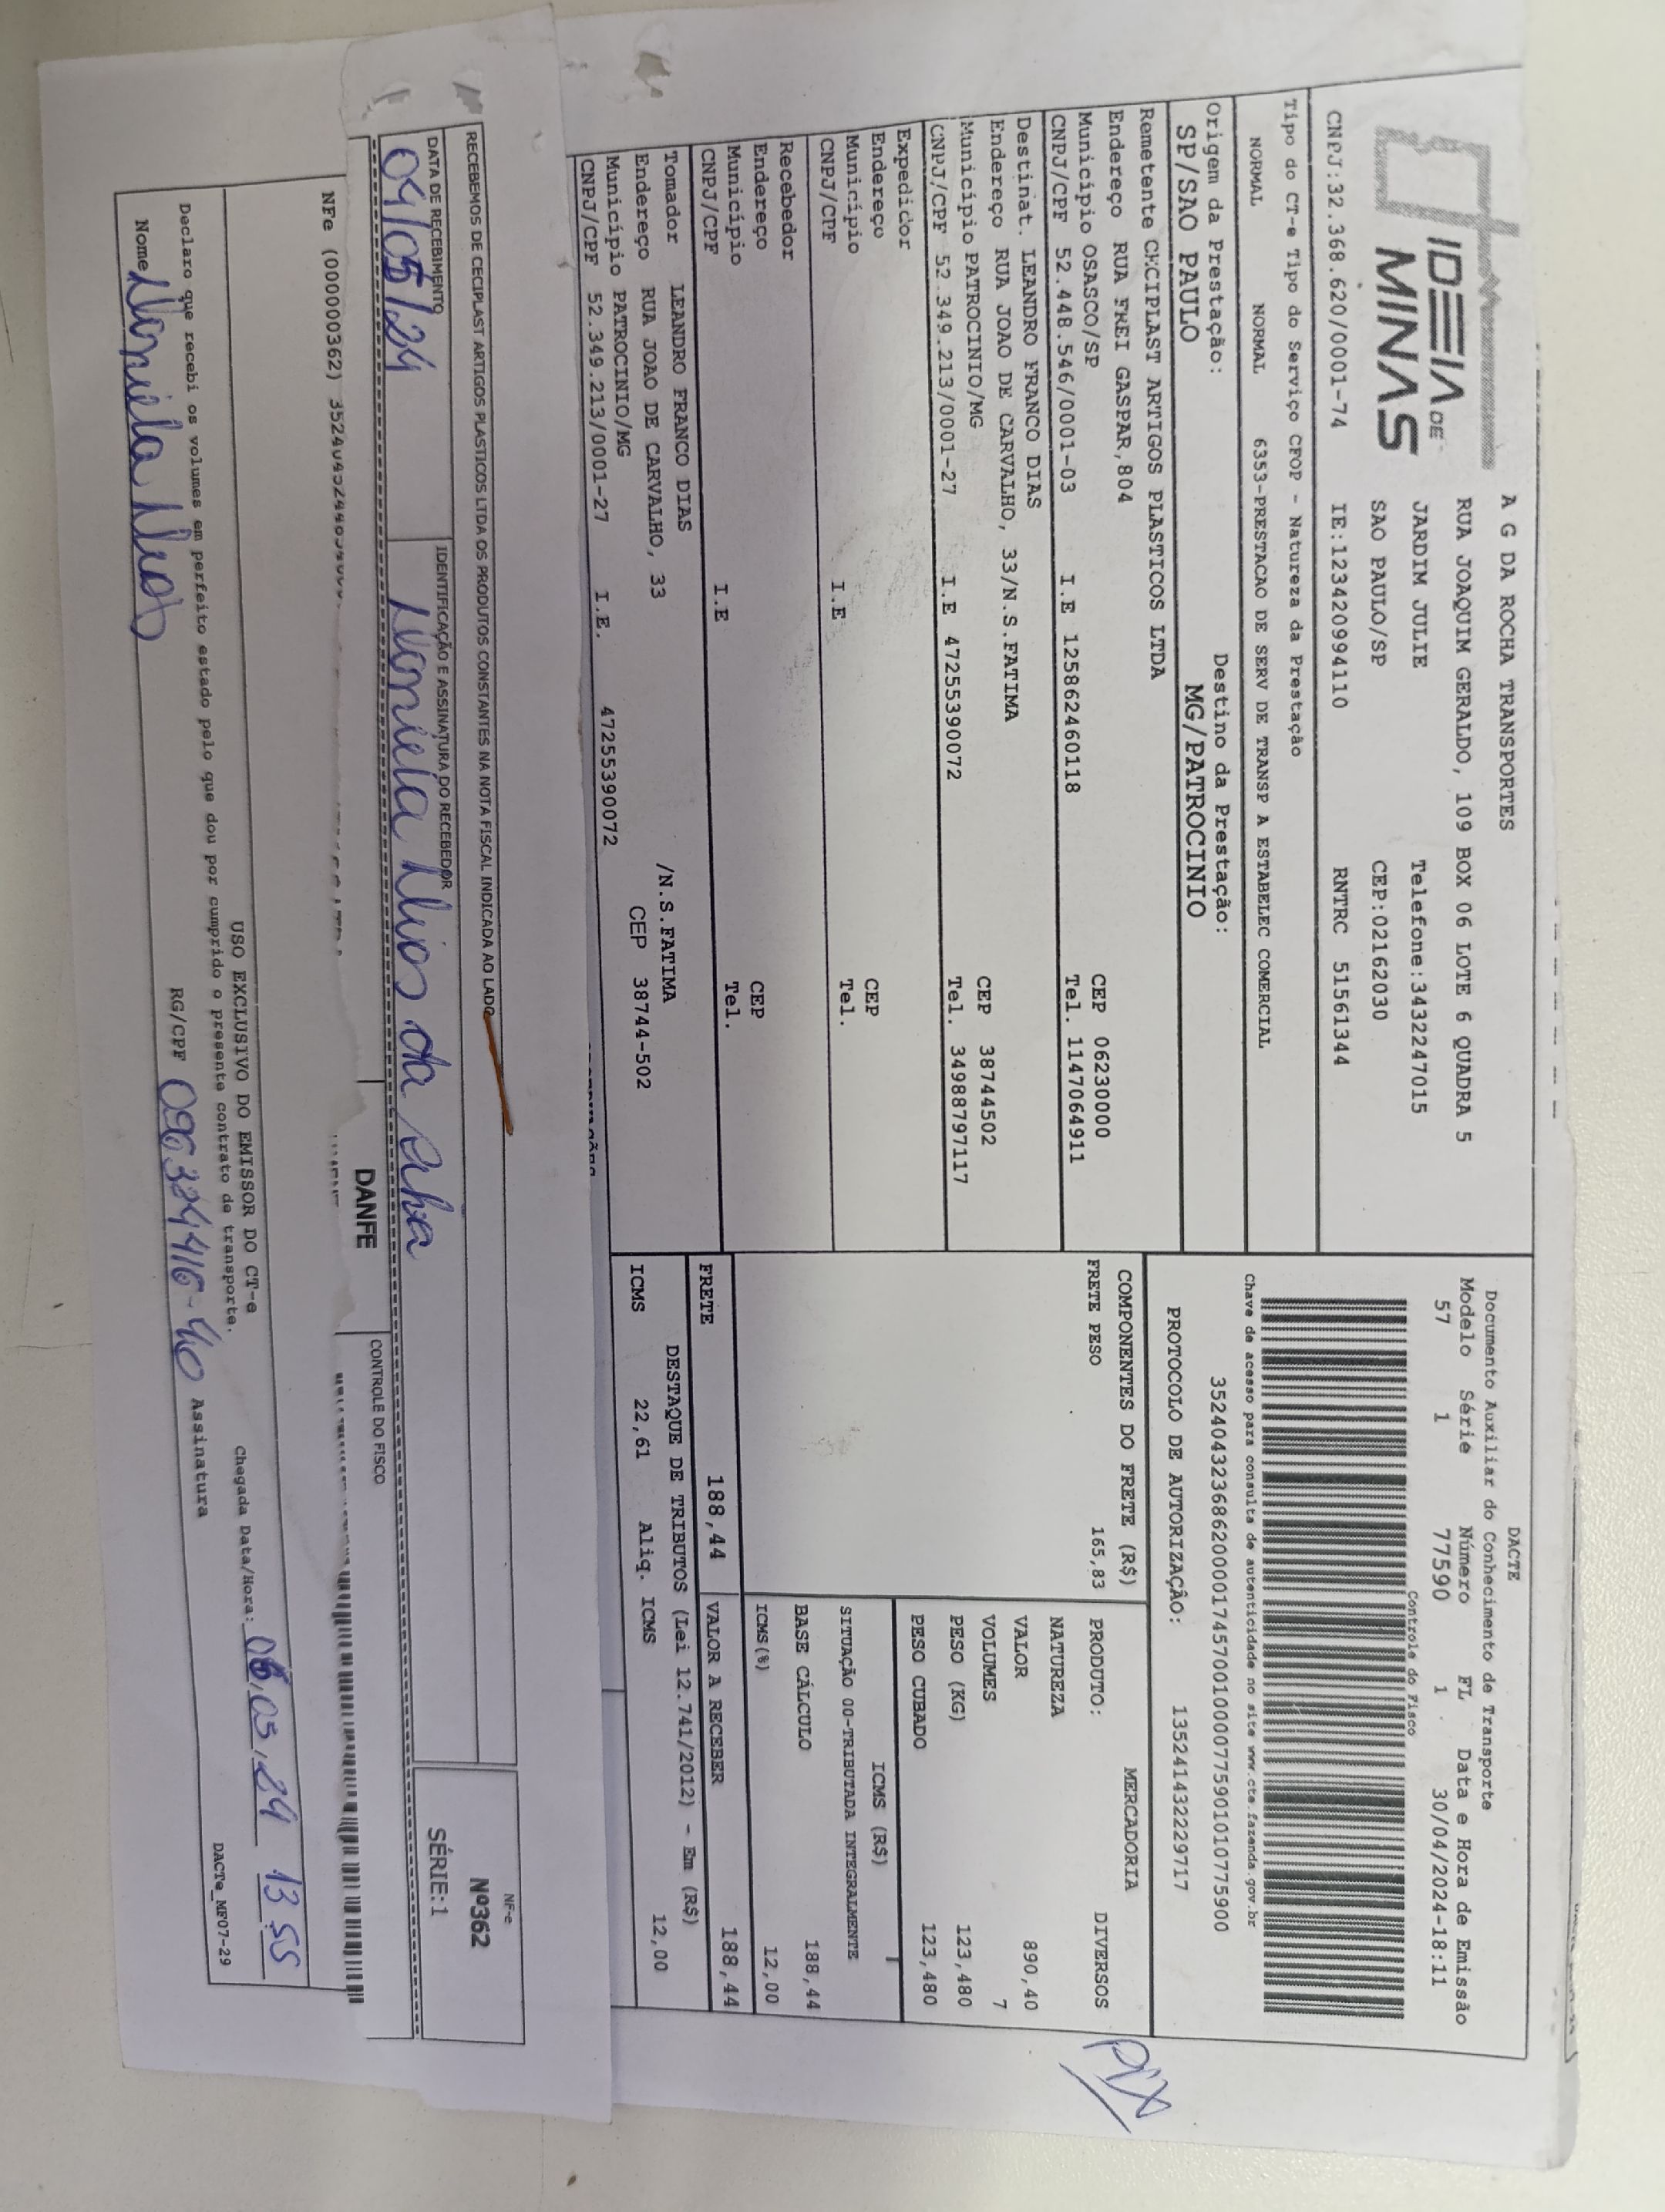 IDEIA DE
MINAS
A G DA ROCHA TRANSPORTES
RUA JOAQUIM GERALDO, 109 BOX 06 LOTE 6 QUADRA 5
JARDIM JULIE Telefone:3432247015
SAO PAULO/SP CEP:02162030
CNPJ:32.368.620/0001-74 IE:123420994110 RNTRC 51561344
Tipo do CT-e Tipo do Serviço CFOP - Natureza da Prestação
NORMAL NORMAL 6353-PRESTACAO DE SERV DE TRANSP A ESTABELEC COMERCIAL
Origem da Prestação: Destino da Prestação:
SP/SAO PAULO MG/PATROCINIO
Remetente CECIPLAST ARTIGOS PLASTICOS LTDA
Endereço RUA FREI GASPAR,804
Município OSASCO/SP CEP 06230000
CNPJ/CPF 52.448.546/0001-03 I.E 125862460118 Tel. 1147064911
Destinat. LEANDRO FRANCO DIAS
Endereço RUA JOAO DE CARVALHO, 33/N.S.FATIMA
Município PATROCINIO/MG CEP 38744502
CNPJ/CPF 52.349.213/0001-27 I.E 47255390072 Tel. 34988797117
Expedidor
Endereço
Município CEP
CNPJ/CPF I.E Tel.
Recebedor
Endereço
Município CEP
CNPJ/CPF I.E Tel.
Tomador LEANDRO FRANCO DIAS
Endereço RUA JOAO DE CARVALHO, 33 /N.S.FATIMA
Município PATROCINIO/MG CEP 38744-502
CNPJ/CPF 52.349.213/0001-27 I.E. 47255390072
DACTE
Documento Auxiliar do Conhecimento de Transporte
Modelo Série Número FL Data e Hora de Emissão
57 1 77590 1 30/04/2024-18:11
Controle do Fisco
Chave de acesso para consulta de autenticidade no site www.cte.fazenda.gov.br
35240432368620000174570010000775901010775900
PROTOCOLO DE AUTORIZAÇÃO: 135241432229717
COMPONENTES DO FRETE (R$)
FRETE PESO 165,83
PRODUTO: MERCADORIA
NATUREZA DIVERSOS
VALOR 890,40
VOLUMES 7
PESO (KG) 123,480
PESO CUBADO 123,480
ICMS (R$)
SITUAÇÃO 00-TRIBUTADA INTEGRALMENTE
BASE CÁLCULO 188,44
ICMS(%) 12,00
FRETE 188,44 VALOR A RECEBER 188,44
DESTAQUE DE TRIBUTOS (Lei 12.741/2012) - Em (R$)
ICMS 22,61 Aliq. ICMS 12,00
PIX
RECEBEMOS DE CECIPLAST ARTIGOS PLASTICOS LTDA OS PRODUTOS CONSTANTES NA NOTA FISCAL INDICADA AO LADO
DATA DE RECEBIMENTO IDENTIFICAÇÃO E ASSINATURA DO RECEBEDOR
Daniela Dias da Silva
NF-e
Nº362
SÉRIE:1
DANFE
CONTROLE DO FISCO
NFe (000000362)
USO EXCLUSIVO DO EMISSOR DO CT-e
Chegada Data/Hora: 06,05,24 13 55
Declaro que recebi os volumes em perfeito estado pelo que dou por cumprido o presente contrato de transporte.
Nome Daniela Dias RG/CPF Assinatura
DACTe_MF07-29